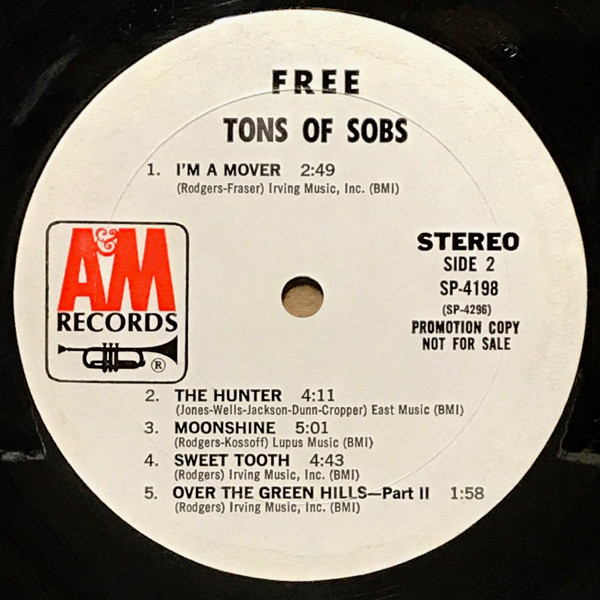 FREE
TONS OF SOBS
1. I'M A MOVER 2:49
(Rodgers-Fraser) Irving Music, Inc. (BMI)
A&M
RECORDS
®
STEREO
SIDE 2
SP-4198
(SP-4296)
PROMOTION COPY
NOT FOR SALE
2. THE HUNTER 4:11
(Jones-Wells-Jackson-Dunn-Cropper) East Music (BMI)
3. MOONSHINE 5:01
(Rodgers-Kossoff) Lupus Music (BMI)
4. SWEET TOOTH 4:43
(Rodgers) Irving Music, Inc. (BMI)
5. OVER THE GREEN HILLS—Part II 1:58
(Rodgers) Irving Music, Inc. (BMI)